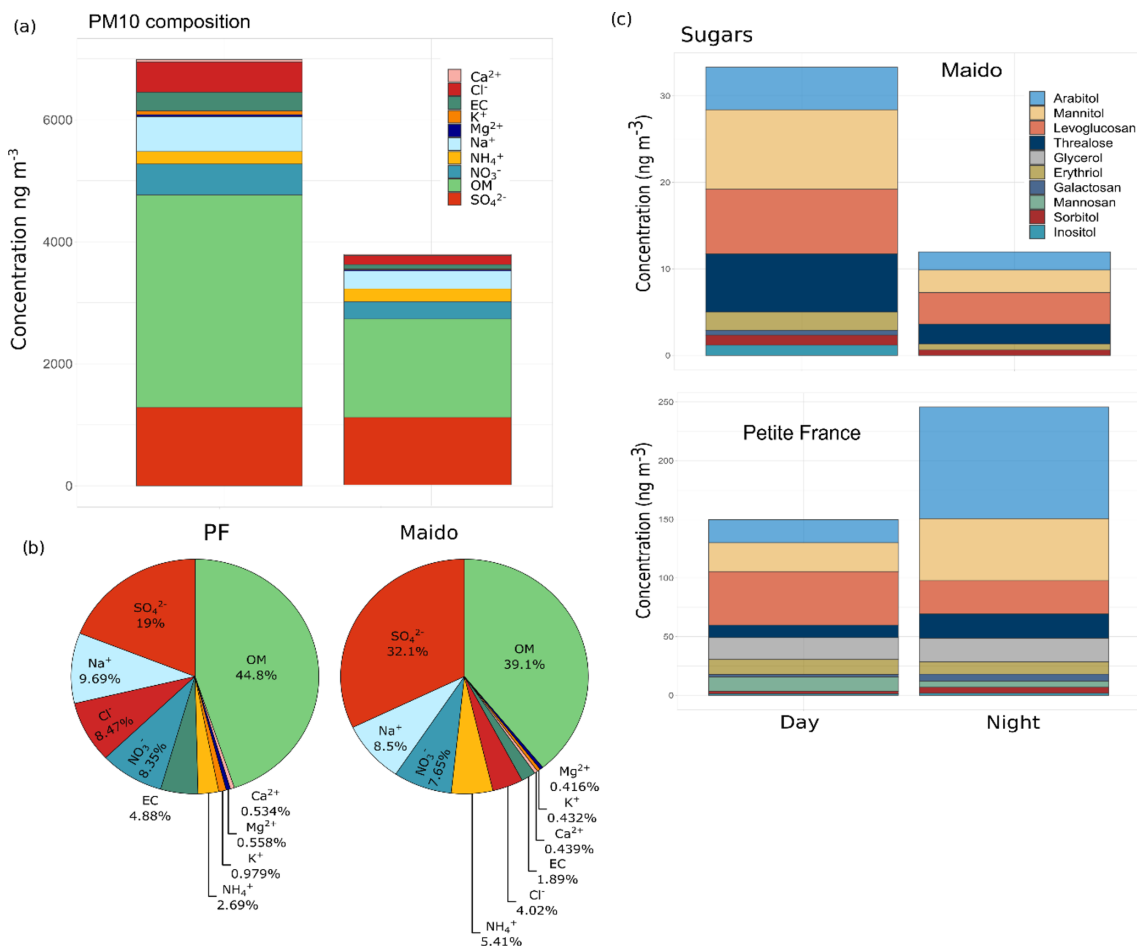 (a)
PM10 composition
Concentration ng m⁻³
6000
4000
2000
0
Ca²⁺
Cl⁻
EC
K⁺
Mg²⁺
Na⁺
NH₄⁺
NO₃⁻
OM
SO₄²⁻
(b)
PF
Maido
SO₄²⁻
19%
OM
44.8%
Na⁺
9.69%
Cl⁻
8.47%
NO₃⁻
8.35%
EC
4.88%
Ca²⁺
0.534%
Mg²⁺
0.558%
K⁺
0.979%
NH₄⁺
2.69%
SO₄²⁻
32.1%
OM
39.1%
Na⁺
8.5%
NO₃⁻
7.65%
Mg²⁺
0.416%
K⁺
0.432%
Ca²⁺
0.439%
EC
1.89%
Cl⁻
4.02%
NH₄⁺
5.41%
(c)
Sugars
Maido
Concentration (ng m⁻³)
30
20
10
0
Arabitol
Mannitol
Levoglucosan
Threalose
Glycerol
Erythriol
Galactosan
Mannosan
Sorbitol
Inositol
Petite France
Concentration (ng m⁻³)
250
200
150
100
50
0
Day
Night